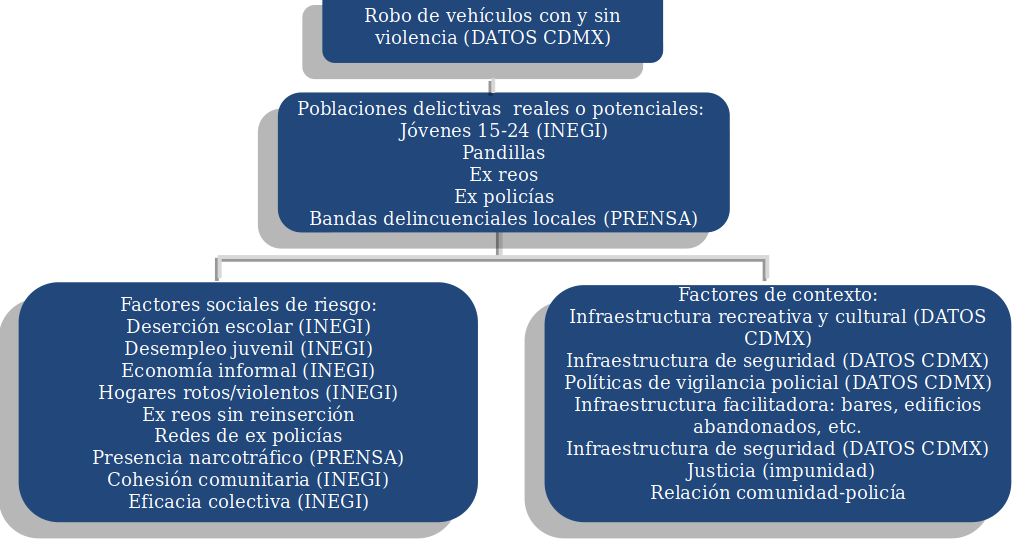 Robo de vehículos con y sin
violencia (DATOS CDMX)
Poblaciones delictivas  reales o potenciales:
Jóvenes 15-24 (INEGI)
Pandillas
Ex reos
Ex policías
Bandas delincuenciales locales (PRENSA)
Factores sociales de riesgo:
Deserción escolar (INEGI)
Desempleo juvenil (INEGI)
Economía informal (INEGI)
Hogares rotos/violentos (INEGI)
Ex reos sin reinserción
Redes de ex policías
Presencia narcotráfico (PRENSA)
Cohesión comunitaria (INEGI)
Eficacia colectiva (INEGI)
Factores de contexto:
Infraestructura recreativa y cultural (DATOS
CDMX)
Infraestructura de seguridad (DATOS CDMX)
Políticas de vigilancia policial (DATOS CDMX)
Infraestructura facilitadora: bares, edificios
abandonados, etc.
Infraestructura de seguridad (DATOS CDMX)
Justicia (impunidad)
Relación comunidad-policía